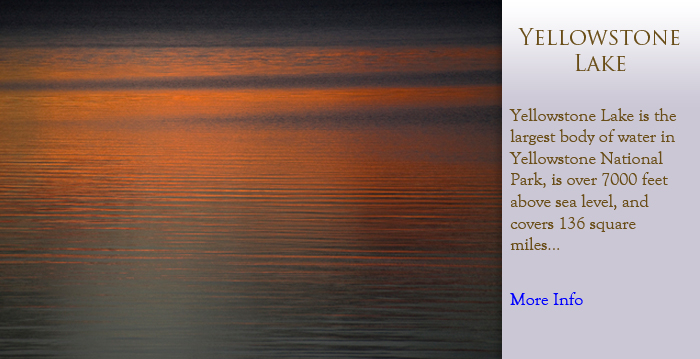 Yellowstone
Lake
Yellowstone Lake is the
largest body of water in
Yellowstone National
Park, is over 7000 feet
above sea level, and
covers 136 square
miles...
More Info